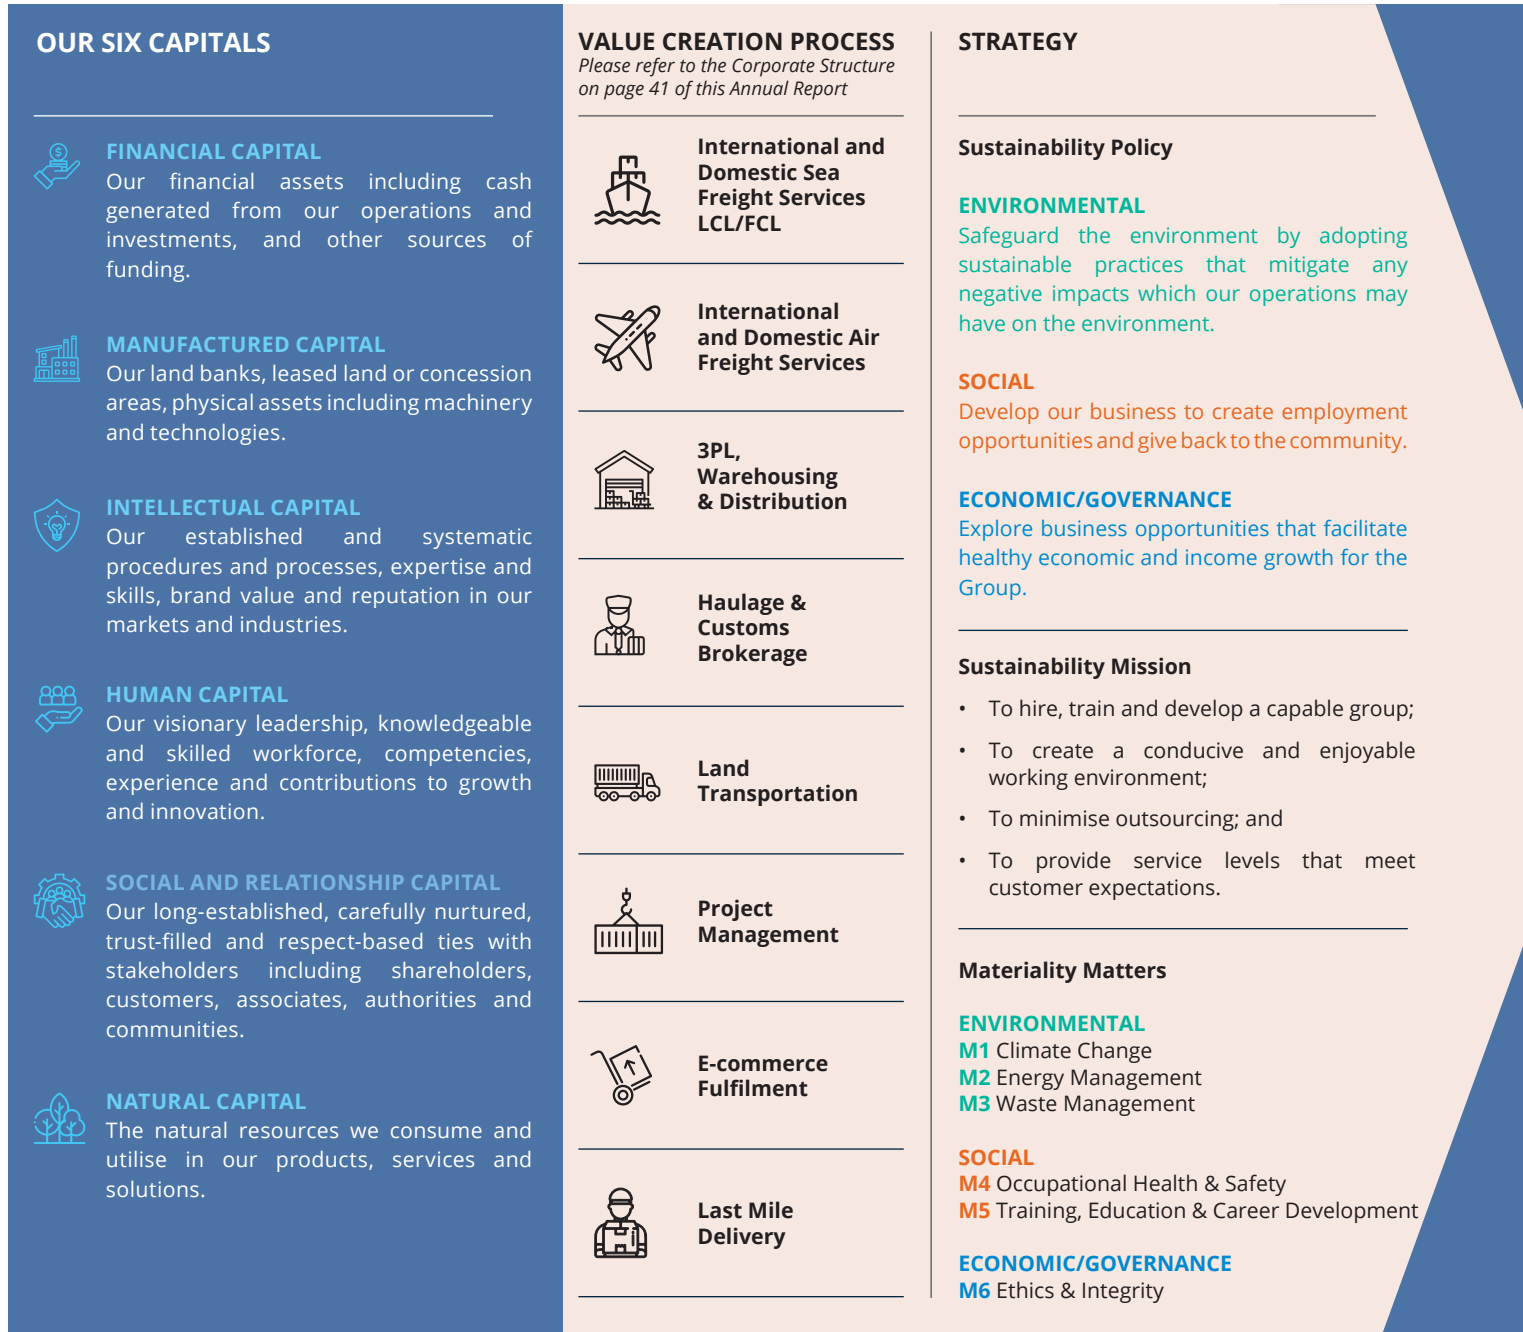 OUR SIX CAPITALS
FINANCIAL CAPITAL
Our financial assets including cash
generated from our operations and
investments, and other sources of
funding.
MANUFACTURED CAPITAL
Our land banks, leased land or concession
areas, physical assets including machinery
and technologies.
INTELLECTUAL CAPITAL
Our established and systematic
procedures and processes, expertise and
skills, brand value and reputation in our
markets and industries.
HUMAN CAPITAL
Our visionary leadership, knowledgeable
and skilled workforce, competencies,
experience and contributions to growth
and innovation.
SOCIAL AND RELATIONSHIP CAPITAL
Our long-established, carefully nurtured,
trust-filled and respect-based ties with
stakeholders including shareholders,
customers, associates, authorities and
communities.
NATURAL CAPITAL
The natural resources we consume and
utilise in our products, services and
solutions.
VALUE CREATION PROCESS
Please refer to the Corporate Structure
on page 41 of this Annual Report
International and
Domestic Sea
Freight Services
LCL/FCL
International
and Domestic Air
Freight Services
3PL,
Warehousing
& Distribution
Haulage &
Customs
Brokerage
Land
Transportation
Project
Management
E-commerce
Fulfilment
Last Mile
Delivery
STRATEGY
Sustainability Policy
ENVIRONMENTAL
Safeguard the environment by adopting
sustainable practices that mitigate any
negative impacts which our operations may
have on the environment.
SOCIAL
Develop our business to create employment
opportunities and give back to the community.
ECONOMIC/GOVERNANCE
Explore business opportunities that facilitate
healthy economic and income growth for the
Group.
Sustainability Mission
• To hire, train and develop a capable group;
• To create a conducive and enjoyable
working environment;
• To minimise outsourcing; and
• To provide service levels that meet
customer expectations.
Materiality Matters
ENVIRONMENTAL
M1 Climate Change
M2 Energy Management
M3 Waste Management
SOCIAL
M4 Occupational Health & Safety
M5 Training, Education & Career Development
ECONOMIC/GOVERNANCE
M6 Ethics & Integrity